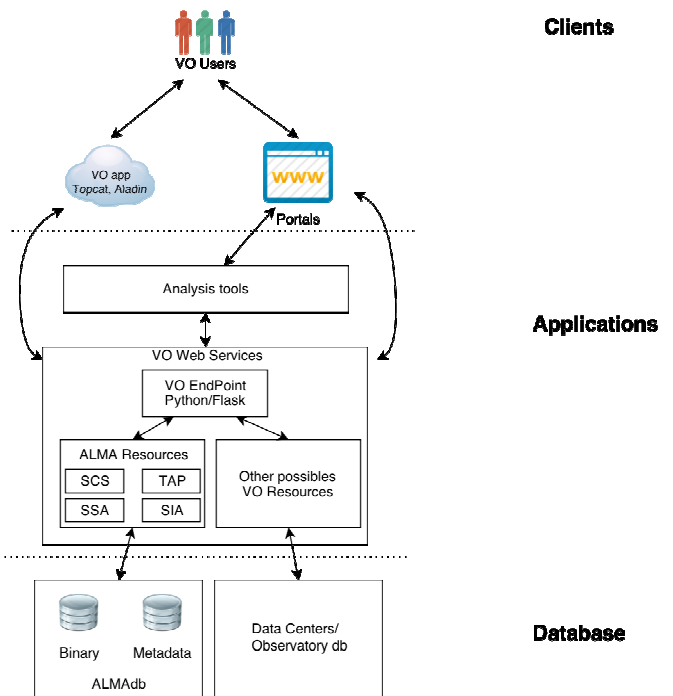 Clients
VO Users
VO app
Topcat, Aladin
www
Portals
Analysis tools
Applications
VO Web Services
VO EndPoint
Python/Flask
ALMA Resources
SCS
TAP
SSA
SIA
Other possibles
VO Resources
Data Centers/
Observatory db
Database
Binary
Metadata
ALMAdb